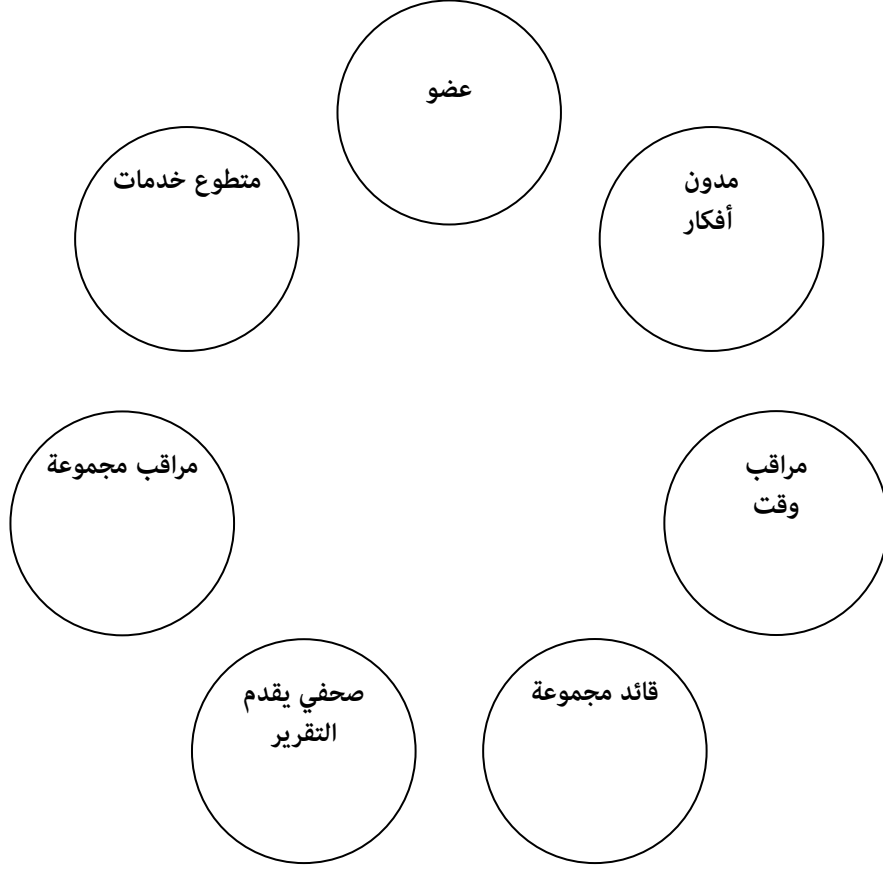 عضو
مدون
أفكار
متطوع خدمات
مراقب
وقت
مراقب مجموعة
قائد مجموعة
صحفي يقدم
التقرير